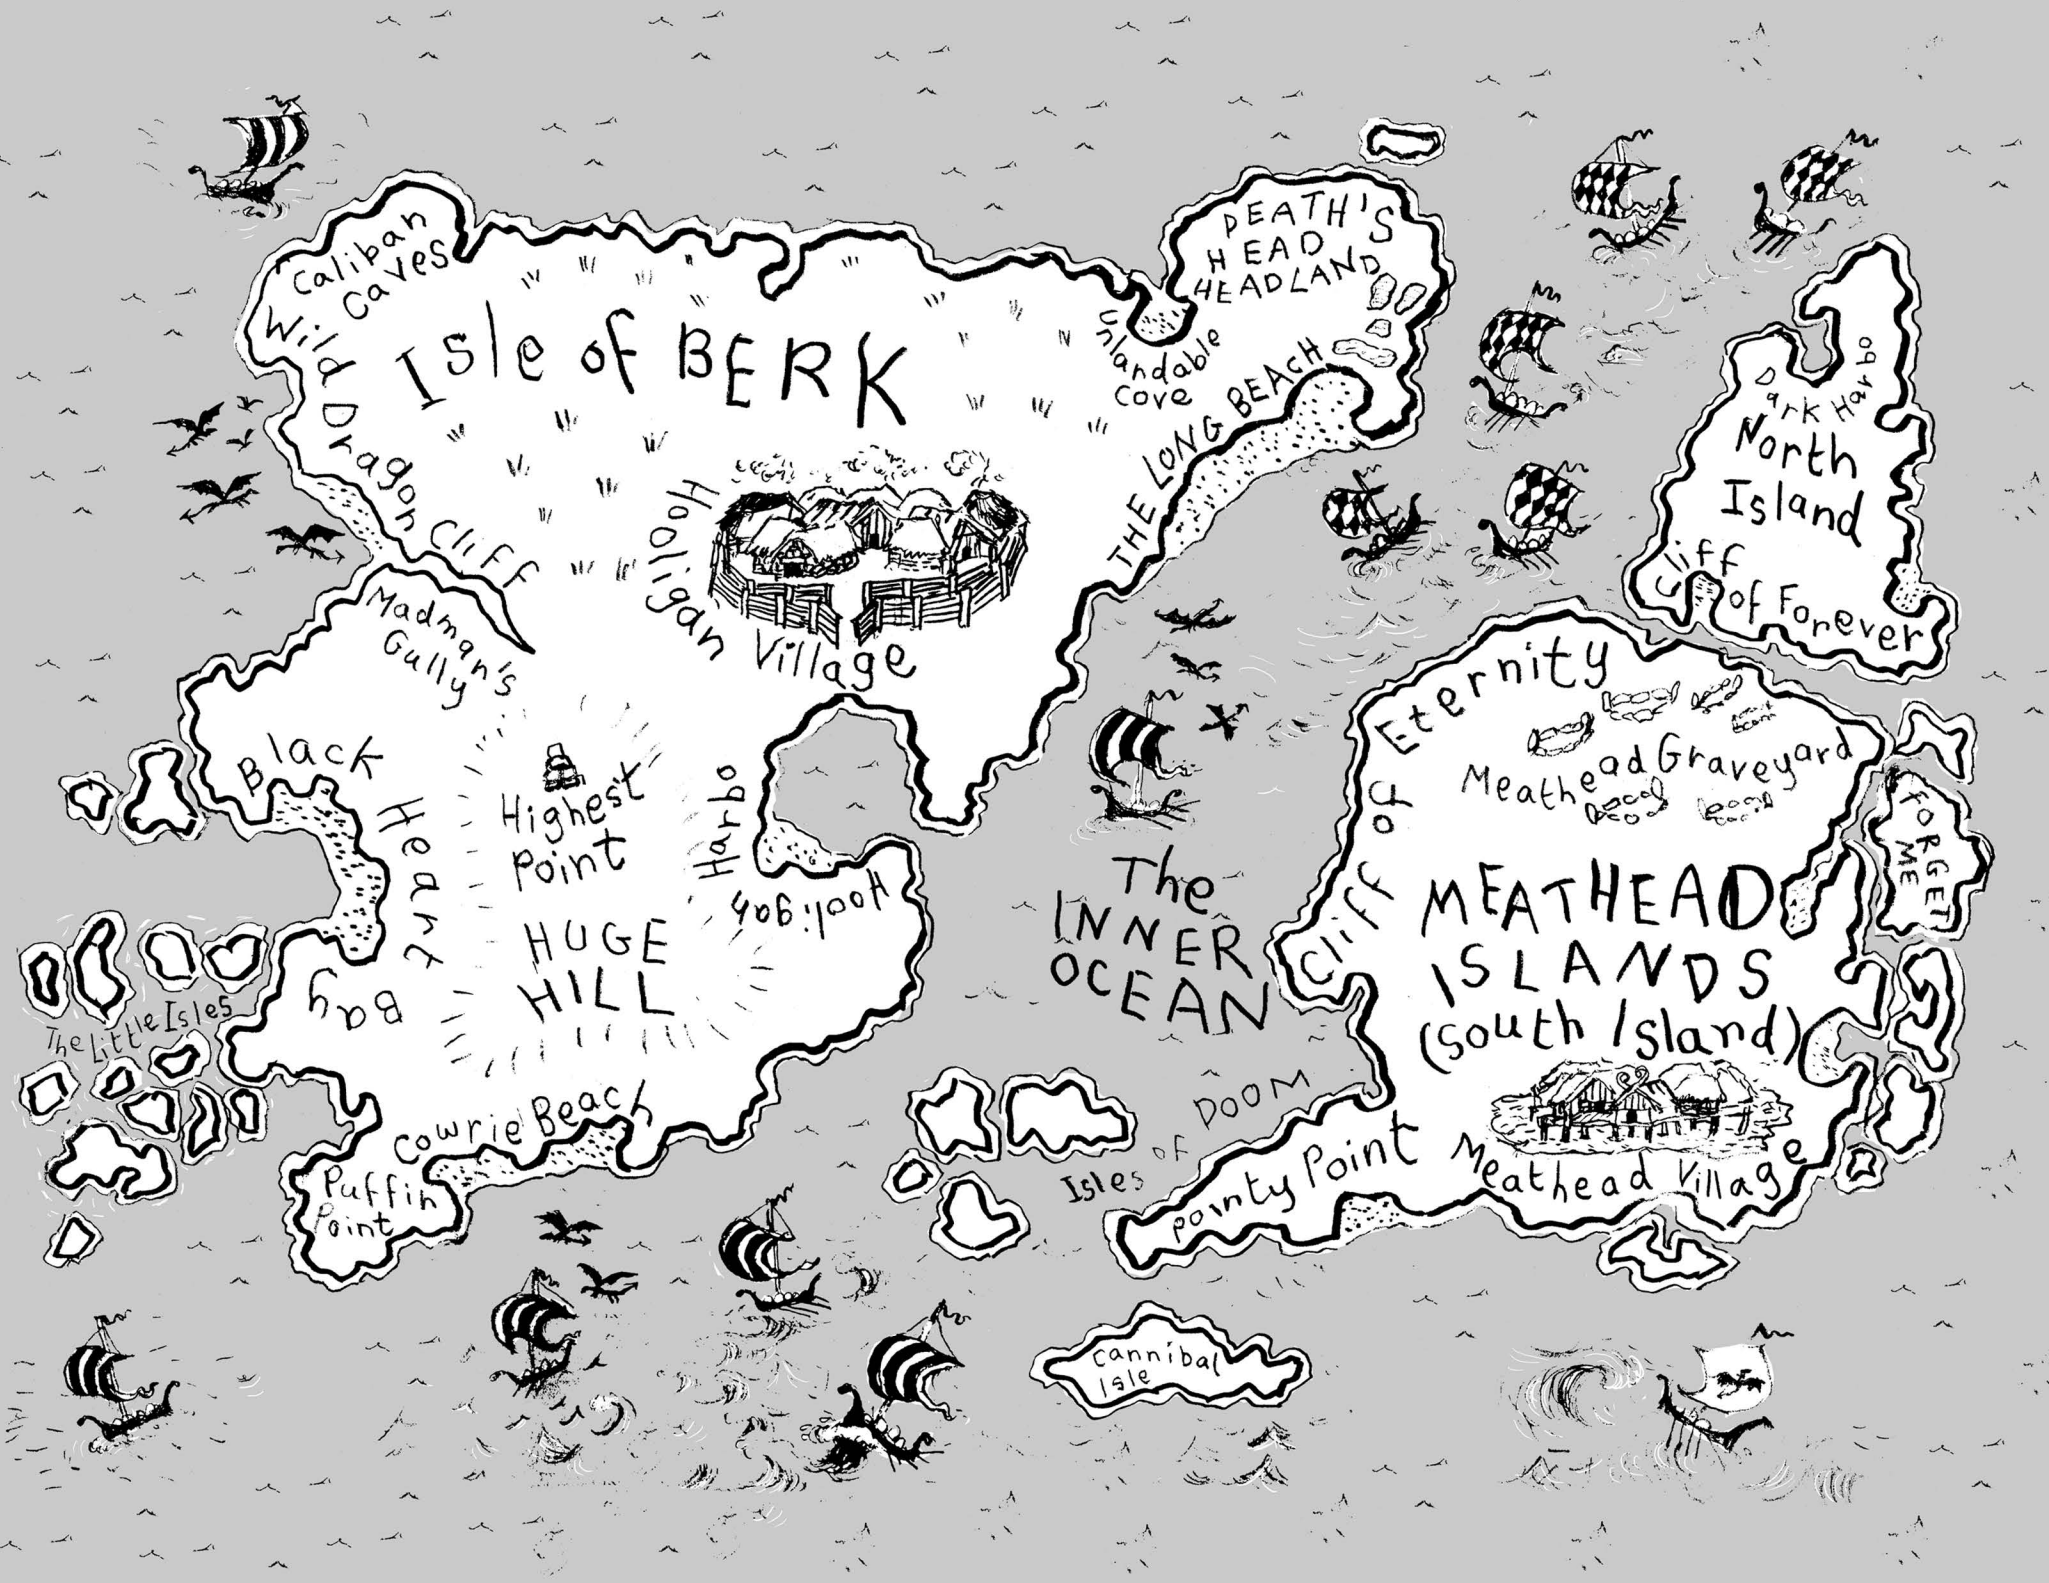 Caliban
Caves
Wild Dragon Cliff
Isle of BERK
DEATH'S
HEAD
HEADLAND
Unlandable
Cove
THE LONG BEACH
Hooligan Village
Madman's
Gully
Black Heart Bay
Highest
Point
HUGE
HILL
Hooligan Harbo
The Little Isles
Cowrie Beach
Puffin
Point
The
INNER
OCEAN
Isles of DOOM
Cannibal
Isle
Dark Harbo
North
Island
Cliff of Forever
Cliff of Eternity
Meathead Graveyard
MEATHEAD
ISLANDS
(South Island)
Meathead Village
Pointy Point
FORGET
ME